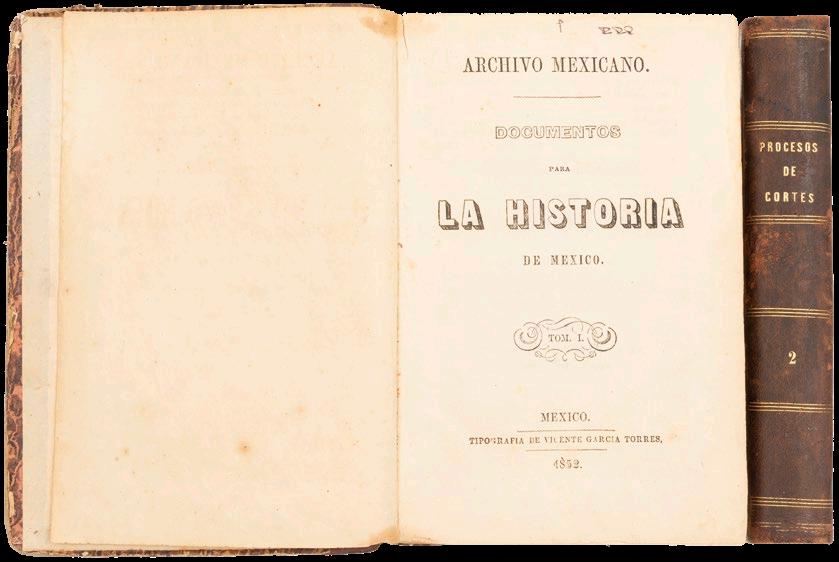 ARCHIVO MEXICANO.
DOCUMENTOS
PARA
LA HISTORIA
DE MEXICO.
TOM. I.
MEXICO.
TIPOGRAFIA DE VICENTE GARCIA TORRES,
1852.
PROCESOS
DE
CORTES
2